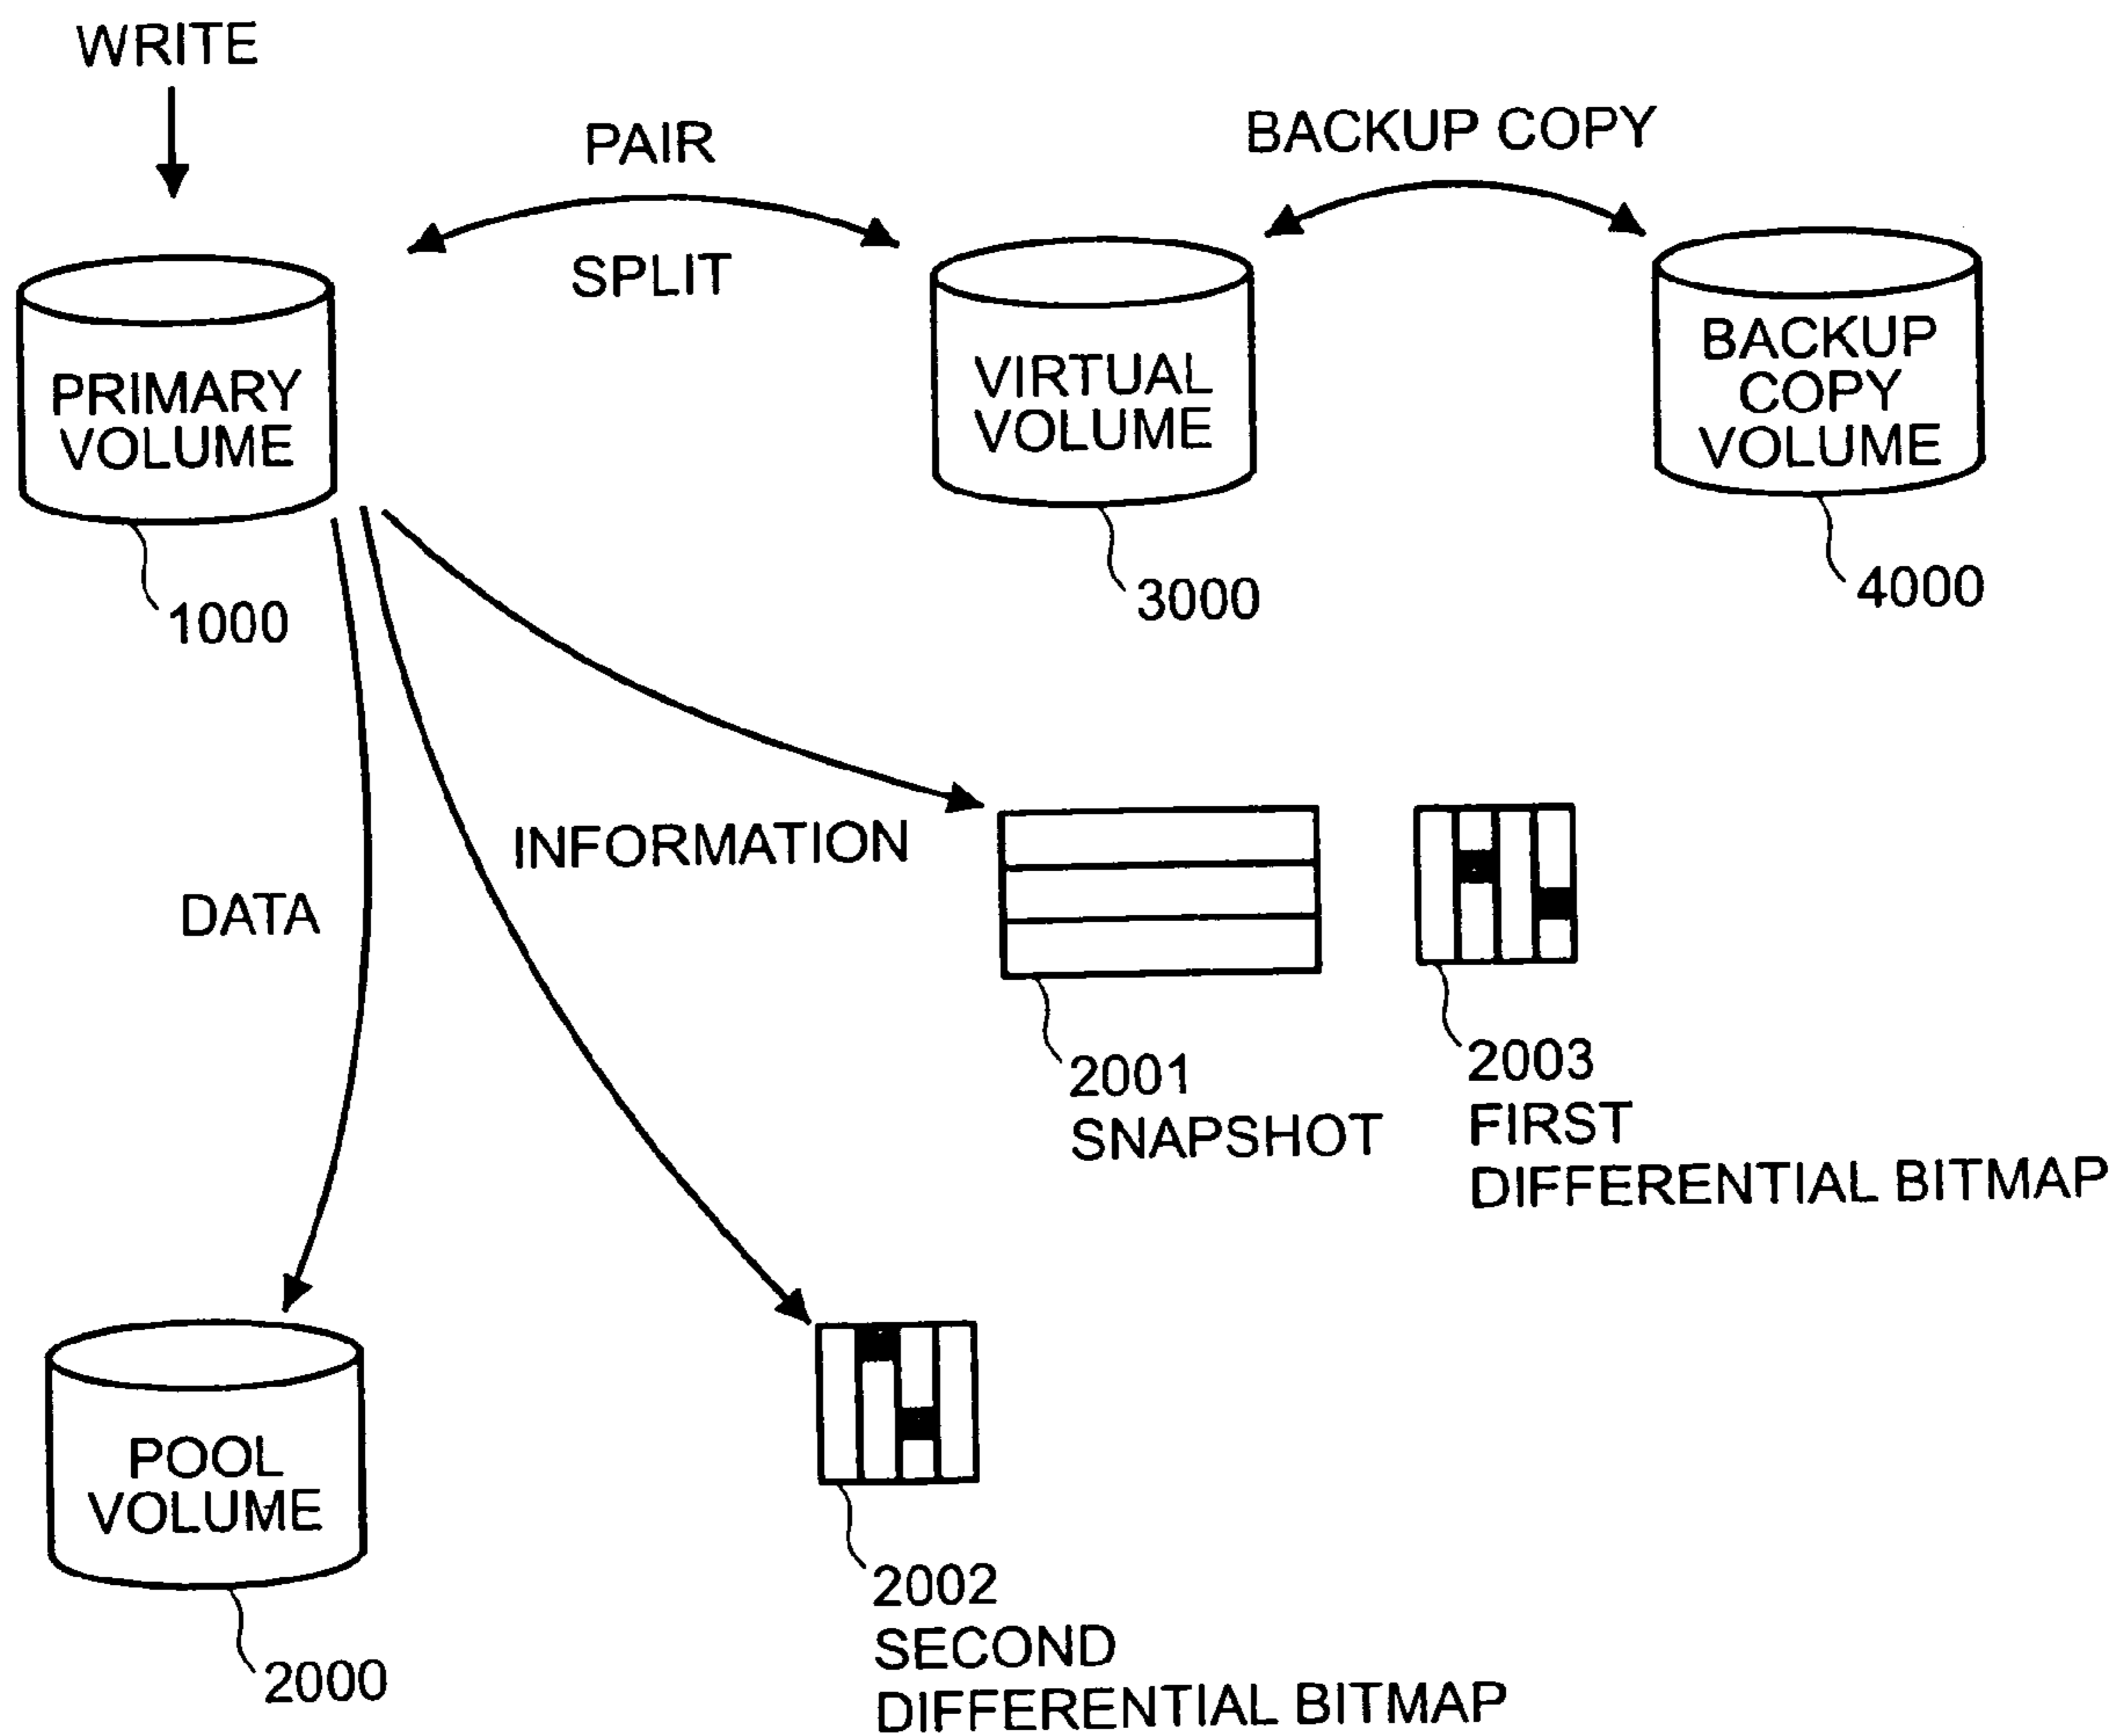 WRITE
PAIR
SPLIT
BACKUP COPY
PRIMARY
VOLUME
1000
VIRTUAL
VOLUME
3000
BACKUP
COPY
VOLUME
4000
INFORMATION
DATA
2001
SNAPSHOT
2003
FIRST
DIFFERENTIAL BITMAP
POOL
VOLUME
2000
2002
SECOND
DIFFERENTIAL BITMAP